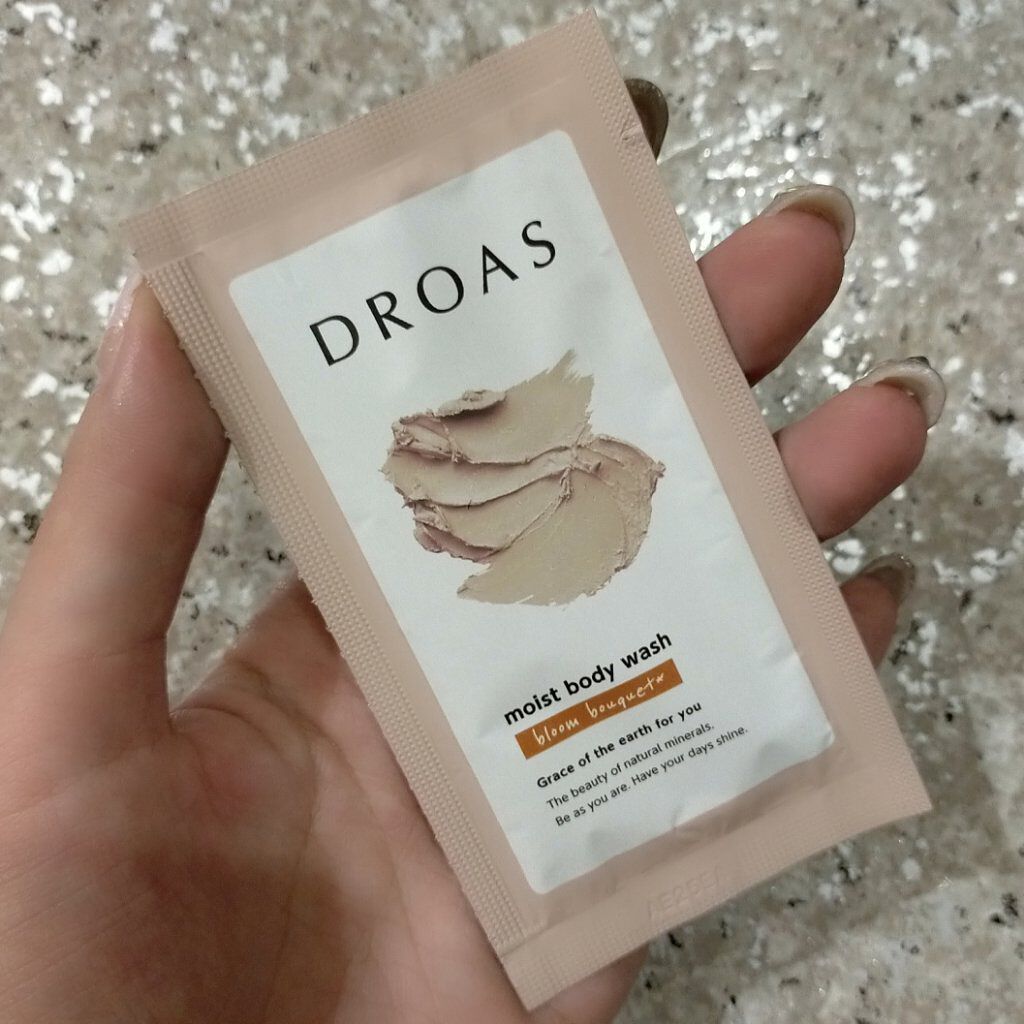 DROAS
moist body wash
bloom bouquet*
Grace of the earth for you
The beauty of natural minerals.
Be as you are. Have your days shine.